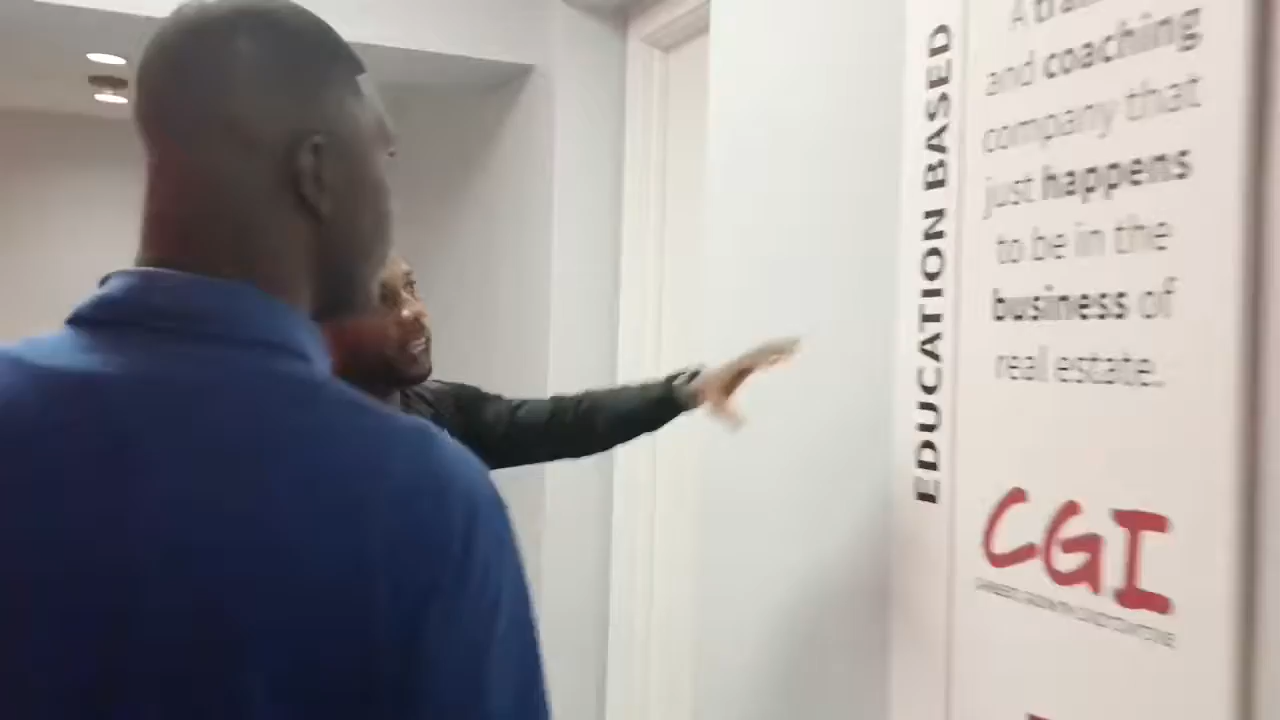 EDUCATION BASED
A
and coaching
company that
just happens
to be in the
business of
real estate.
CGI